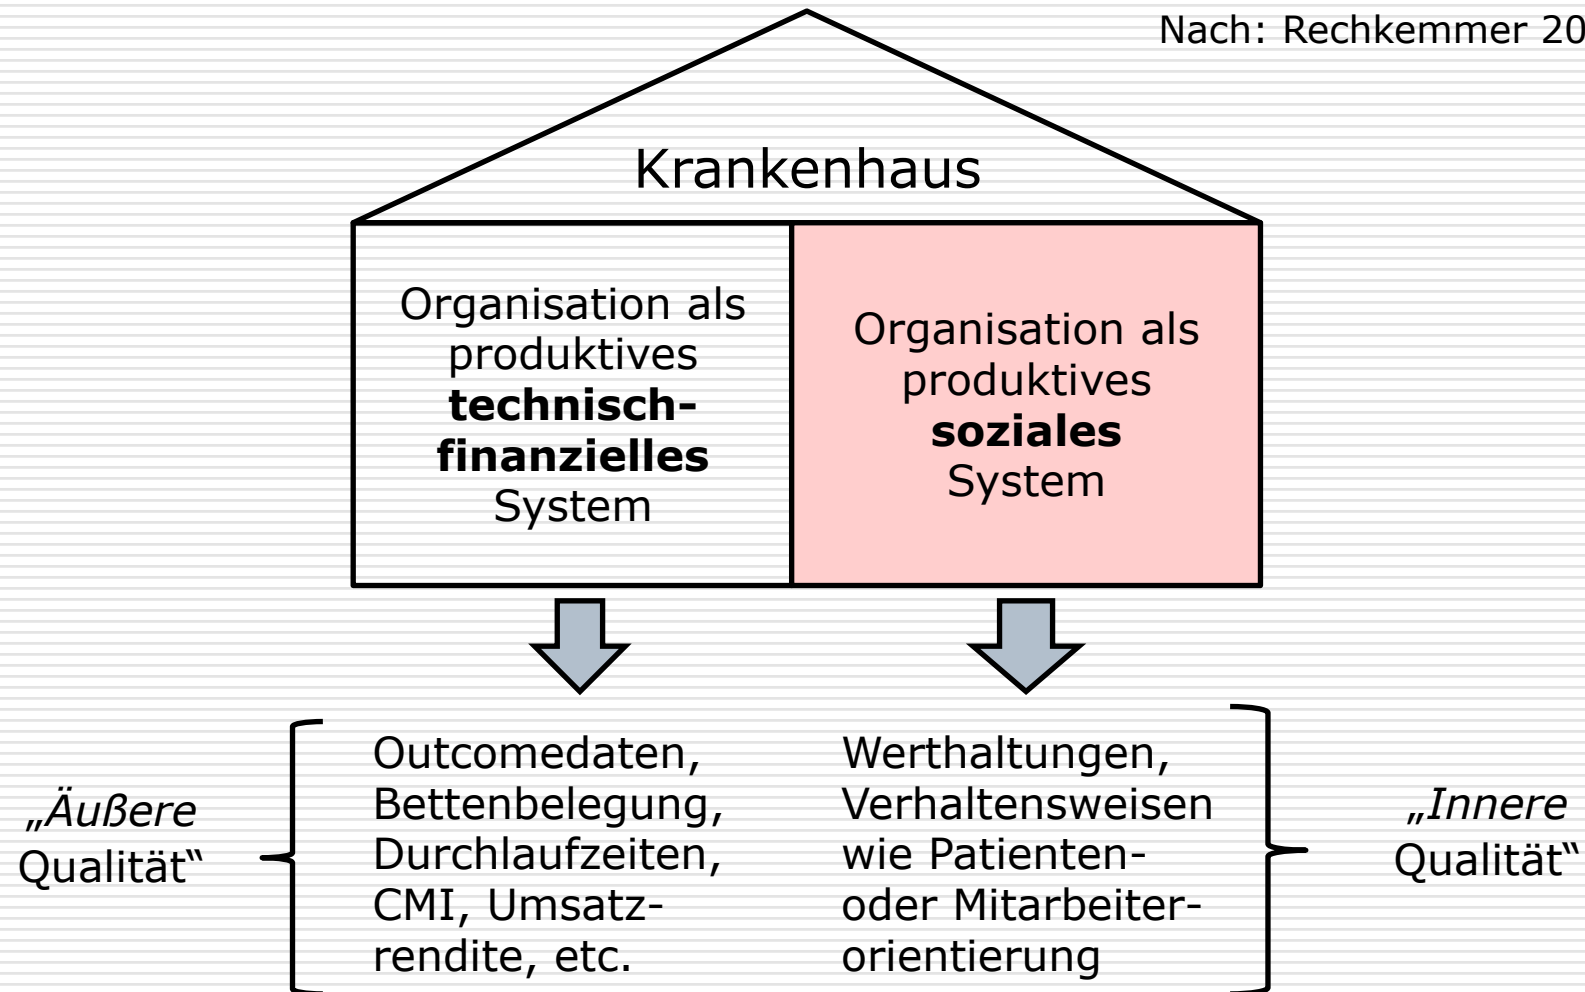 Nach: Rechkemmer 20
Krankenhaus
Organisation als
produktives
technisch-
finanzielles
System
Organisation als
produktives
soziales
System
„Äußere
Qualität“
Outcomedaten,
Bettenbelegung,
Durchlaufzeiten,
CMI, Umsatz-
rendite, etc.
Werthaltungen,
Verhaltensweisen
wie Patienten-
oder Mitarbeiter-
orientierung
„Innere
Qualität“